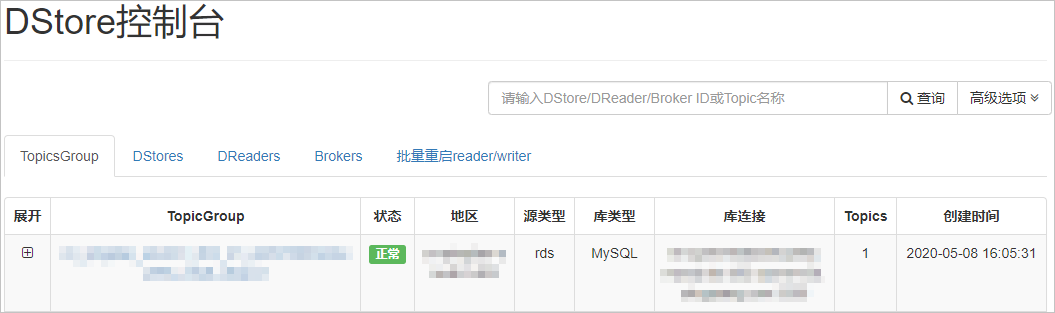 DStore控制台
请输入DStore/DReader/Broker ID或Topic名称 查询 高级选项
TopicsGroup DStores DReaders Brokers 批量重启reader/writer
展开 TopicGroup 状态 地区 源类型 库类型 库连接 Topics 创建时间
正常 rds MySQL 1 2020-05-08 16:05:31